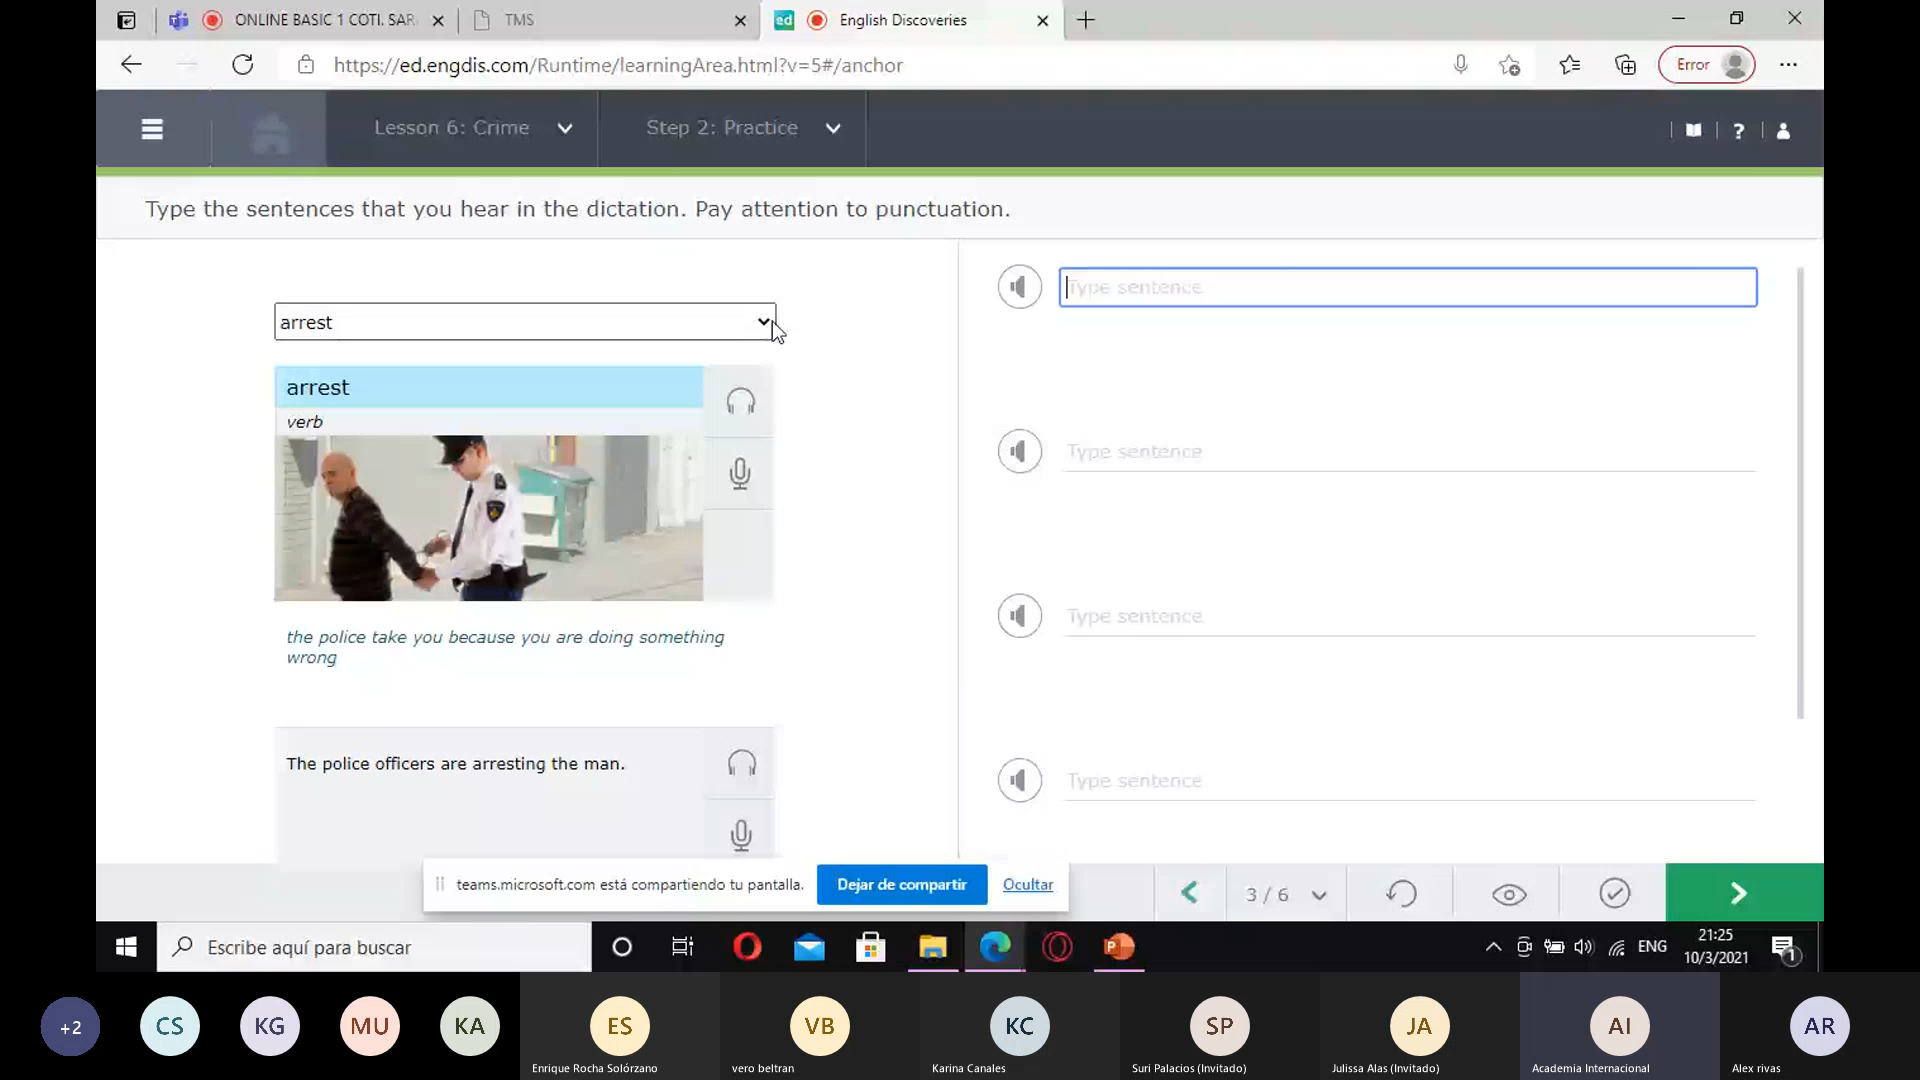 ONLINE BASIC 1 COTI. SAR
TMS
English Discoveries
https://ed.engdis.com/Runtime/learningArea.html?v=5#/anchor
Error
Lesson 6: Crime
Step 2: Practice
?
Type the sentences that you hear in the dictation. Pay attention to punctuation.
arrest
arrest
verb
the police take you because you are doing something
wrong
The police officers are arresting the man.
Type sentence
Type sentence
Type sentence
Type sentence
teams.microsoft.com está compartiendo tu pantalla.
Dejar de compartir
Ocultar
3 / 6
Escribe aquí para buscar
ENG
21:25
10/3/2021
1
+2
CS
KG
MU
KA
ES
Enrique Rocha Solórzano
VB
vero beltran
KC
Karina Canales
SP
Suri Palacios (Invitado)
JA
Julissa Alas (Invitado)
AI
Academia Internacional
AR
Alex rivas